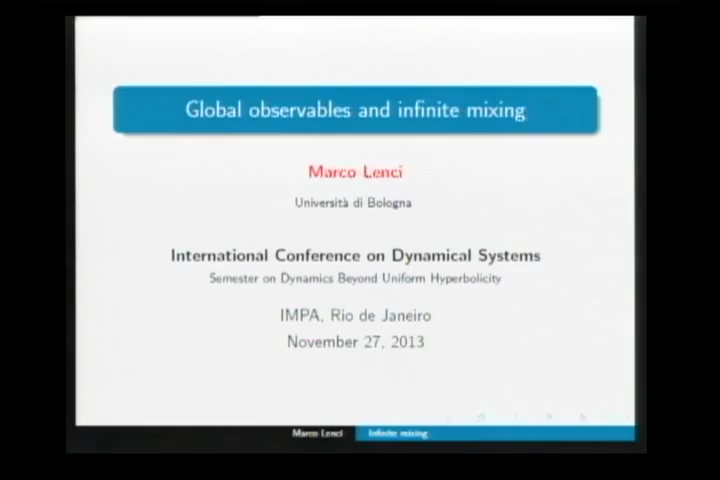 Global observables and infinite mixing
Marco Lenci
Università di Bologna
International Conference on Dynamical Systems
Semester on Dynamics Beyond Uniform Hyperbolicity
IMPA, Rio de Janeiro
November 27, 2013
Marco Lenci Infinite mixing